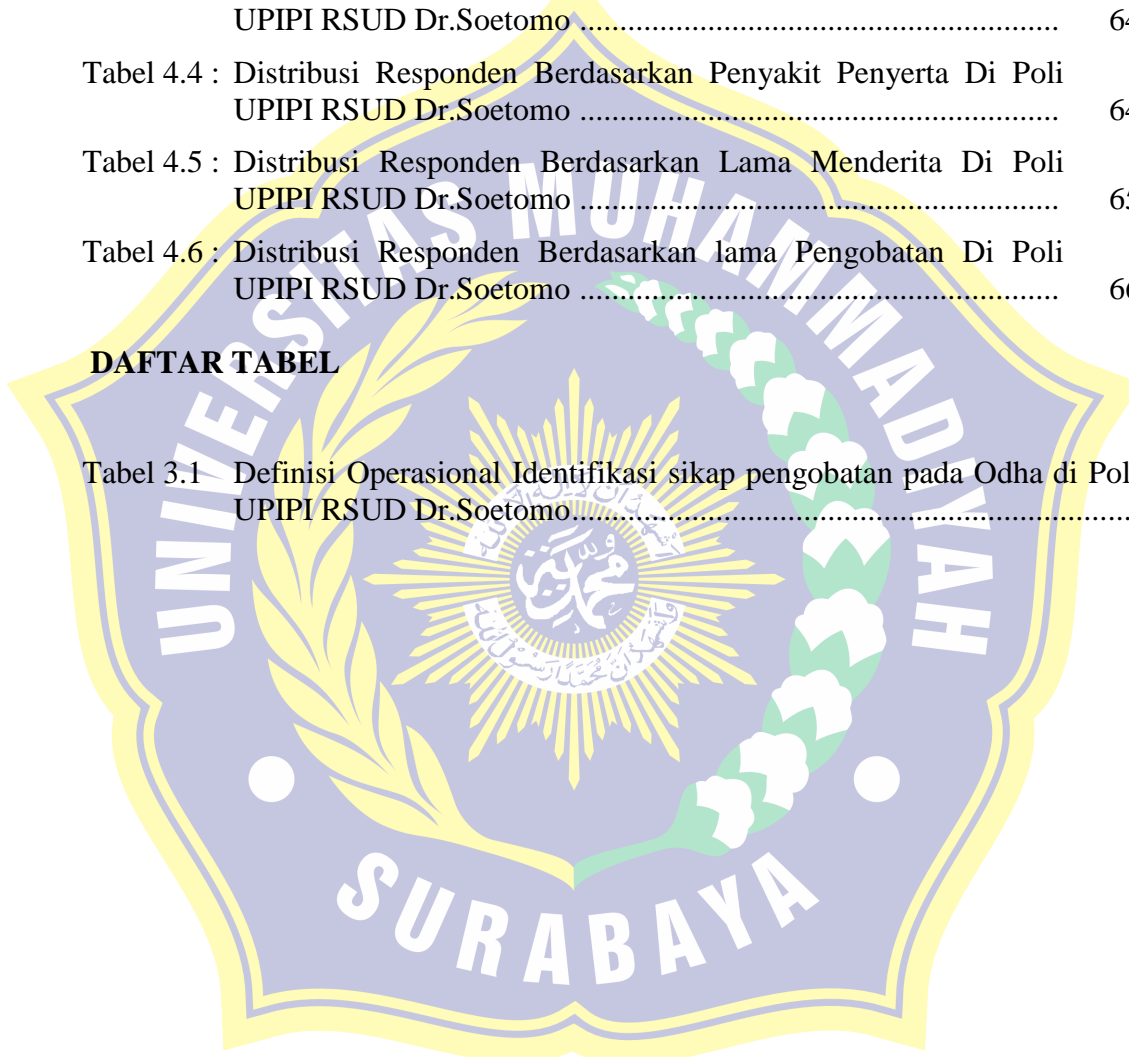 UPIPI RSUD Dr.Soetomo ................................................................ 64
Tabel 4.4 : Distribusi Responden Berdasarkan Penyakit Penyerta Di Poli
UPIPI RSUD Dr.Soetomo ................................................................ 64
Tabel 4.5 : Distribusi Responden Berdasarkan Lama Menderita Di Poli
UPIPI RSUD Dr.Soetomo ................................................................ 65
Tabel 4.6 : Distribusi Responden Berdasarkan lama Pengobatan Di Poli
UPIPI RSUD Dr.Soetomo ................................................................ 66
DAFTAR TABEL
Tabel 3.1 Definisi Operasional Identifikasi sikap pengobatan pada Odha di Poli
UPIPI RSUD Dr.Soetomo..........................................................................
UNIVERSITAS MUHAMMADIYAH
SURABAYA